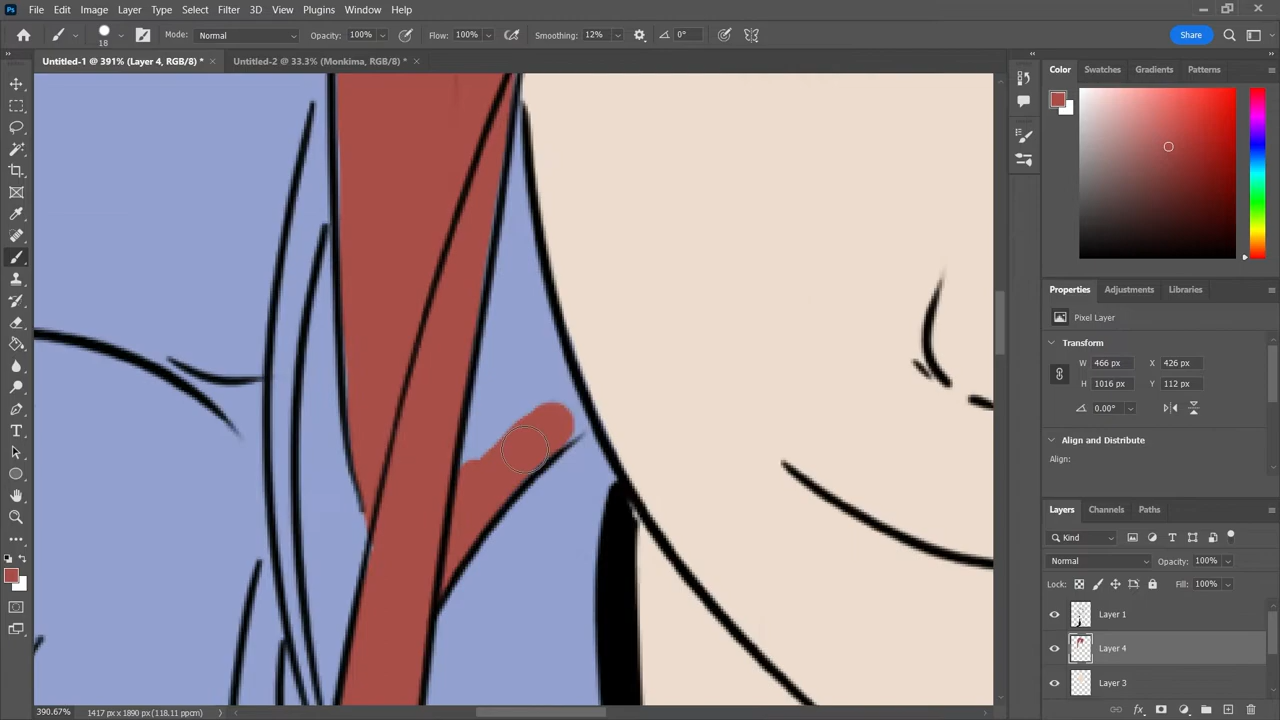 Ps File Edit Image Layer Type Select Filter 3D View Plugins Window Help
18 Mode: Normal Opacity: 100% Flow: 100% Smoothing: 12% 0° Share
Untitled-1 @ 391% (Layer 4, RGB/8) * × Untitled-2 @ 33.3% (Monkima, RGB/8) * ×
Color Swatches Gradients Patterns
Properties Adjustments Libraries
Pixel Layer
Transform
W 466 px X 426 px
H 1016 px Y 112 px
0.00°
Align and Distribute
Align:
Layers Channels Paths
Kind
Normal Opacity: 100%
Lock: Fill: 100%
Layer 1
Layer 4
Layer 3
390.67% 1417 px x 1890 px (118.11 ppcm)